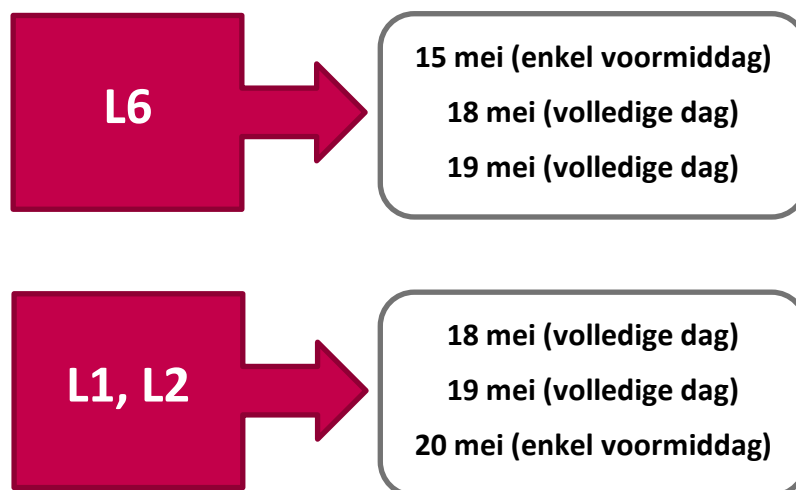 L6
15 mei (enkel voormiddag)
18 mei (volledige dag)
19 mei (volledige dag)
L1, L2
18 mei (volledige dag)
19 mei (volledige dag)
20 mei (enkel voormiddag)